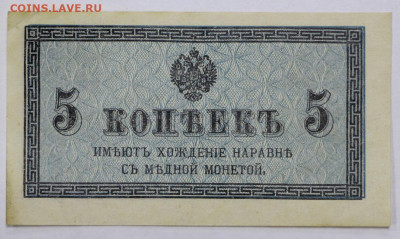 COINS.LAVE.RU
5 КОПѢЕКЪ 5
ИМѢЮТЪ ХОЖДЕНІЕ НАРАВНѢ
СЪ МѢДНОЙ МОНЕТОЙ.